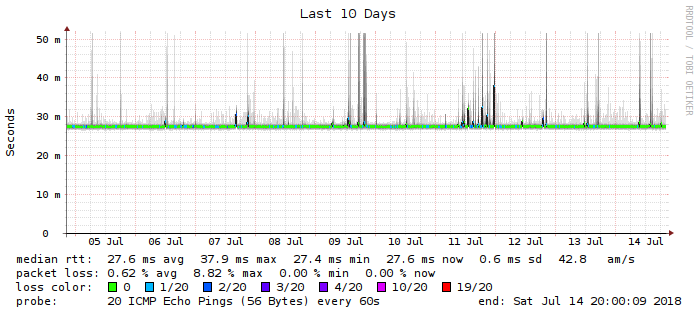 Last 10 Days
RRDTOOL / TOBI OETIKER
Seconds
50 m
40 m
30 m
20 m
10 m
0
05 Jul 06 Jul 07 Jul 08 Jul 09 Jul 10 Jul 11 Jul 12 Jul 13 Jul 14 Jul
median rtt: 27.6 ms avg 37.9 ms max 27.4 ms min 27.6 ms now 0.6 ms sd 42.8 am/s
packet loss: 0.62 % avg 8.82 % max 0.00 % min 0.00 % now
loss color: 0 1/20 2/20 3/20 4/20 10/20 19/20
probe: 20 ICMP Echo Pings (56 Bytes) every 60s end: Sat Jul 14 20:00:09 2018